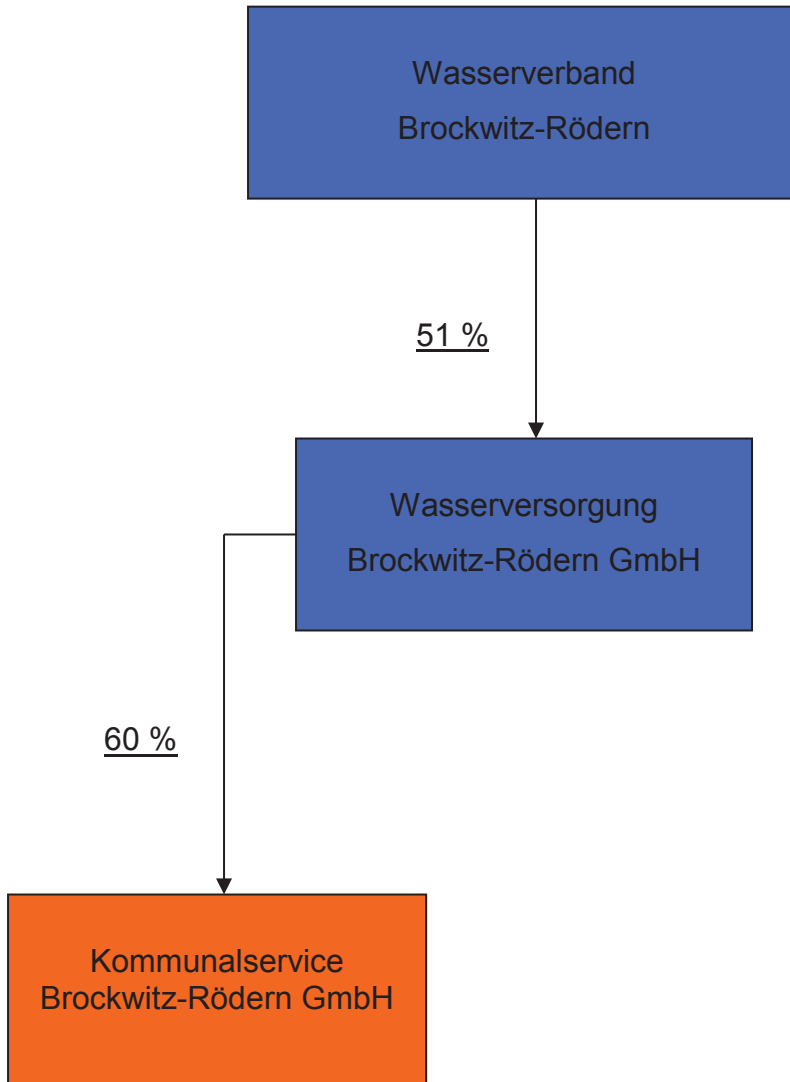 Wasserverband
Brockwitz-Rödern
51 %
Wasserversorgung
Brockwitz-Rödern GmbH
60 %
Kommunalservice
Brockwitz-Rödern GmbH